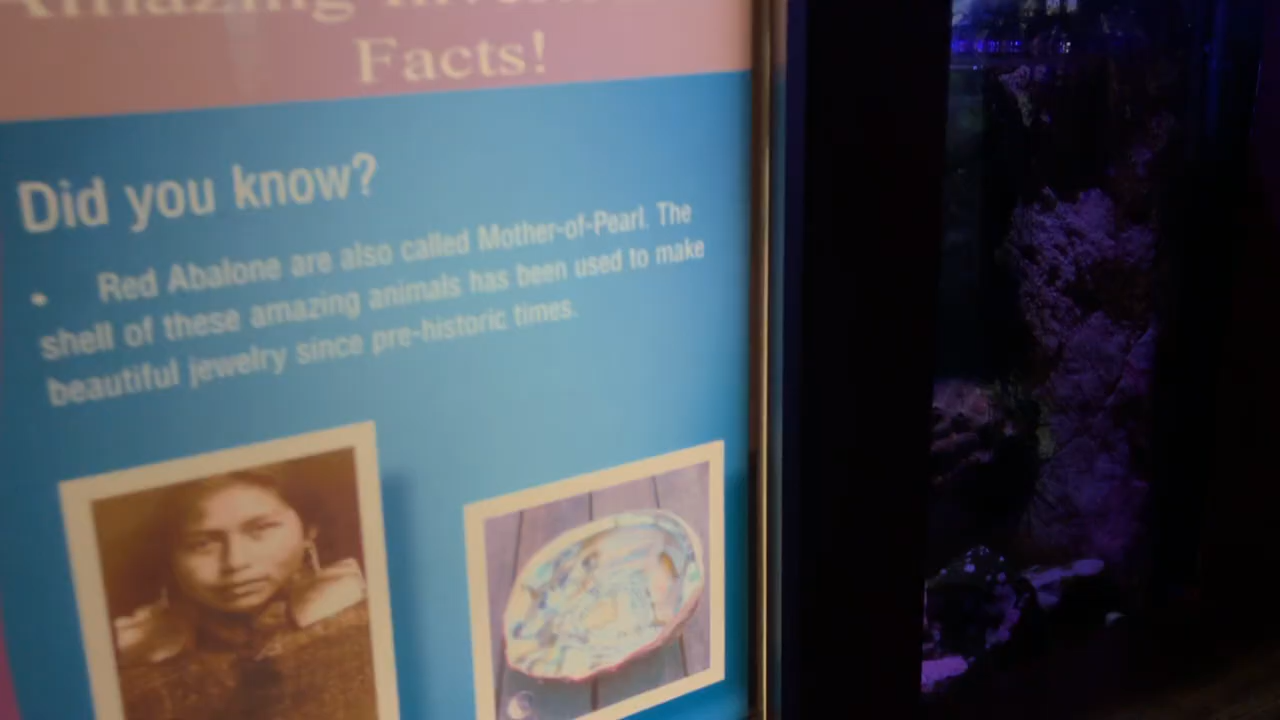 Amazing
Facts!
Did you know?
• Red Abalone are also called Mother-of-Pearl. The
shell of these amazing animals has been used to make
beautiful jewelry since pre-historic times.